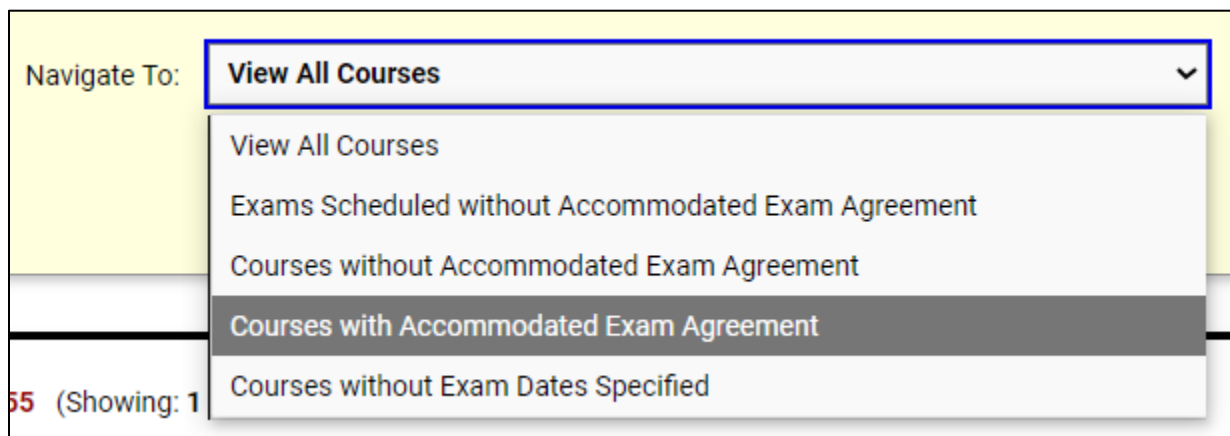 Navigate To: View All Courses
View All Courses
Exams Scheduled without Accommodated Exam Agreement
Courses without Accommodated Exam Agreement
Courses with Accommodated Exam Agreement
Courses without Exam Dates Specified
55 (Showing: 1